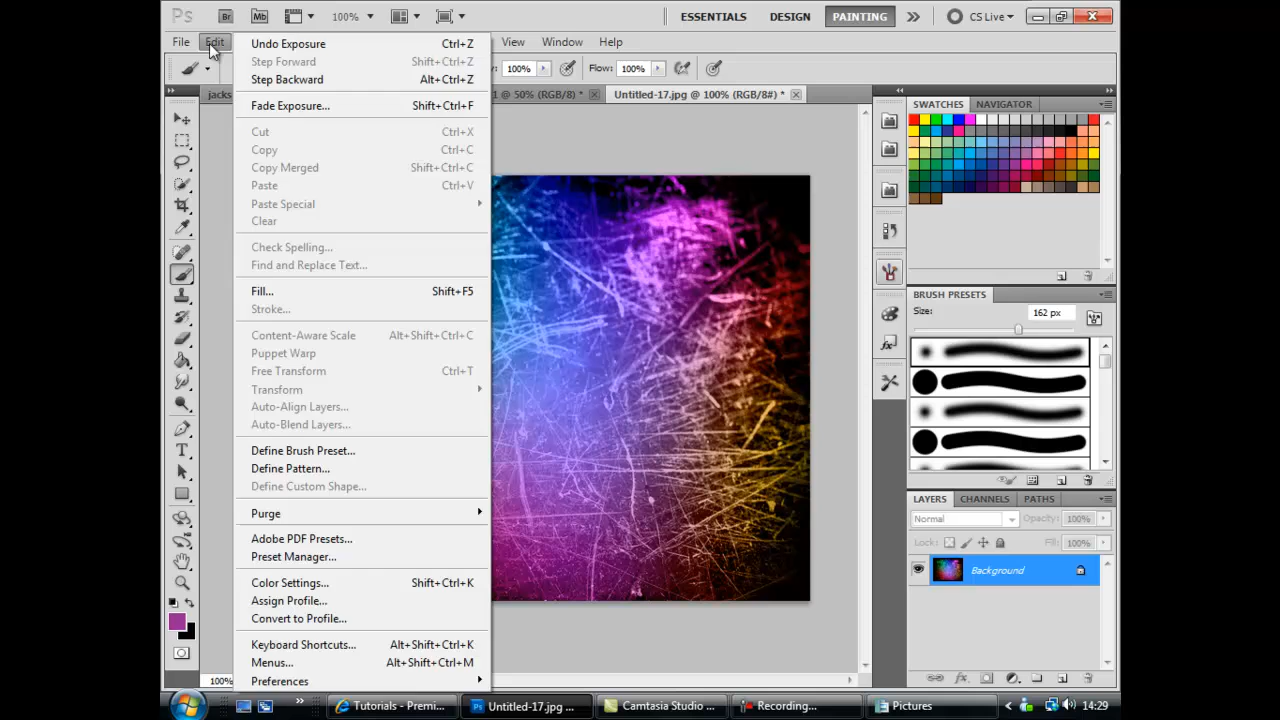 Ps Br Mb 100% ESSENTIALS DESIGN PAINTING CS Live
File Edit View Window Help
100% Flow: 100%
jacks 1 @ 50% (RGB/8) * Untitled-17.jpg @ 100% (RGB/8#) *
Undo Exposure Ctrl+Z
Step Forward Shift+Ctrl+Z
Step Backward Alt+Ctrl+Z
Fade Exposure... Shift+Ctrl+F
Cut Ctrl+X
Copy Ctrl+C
Copy Merged Shift+Ctrl+C
Paste Ctrl+V
Paste Special
Clear
Check Spelling...
Find and Replace Text...
Fill... Shift+F5
Stroke...
Content-Aware Scale Alt+Shift+Ctrl+C
Puppet Warp
Free Transform Ctrl+T
Transform
Auto-Align Layers...
Auto-Blend Layers...
Define Brush Preset...
Define Pattern...
Define Custom Shape...
Purge
Adobe PDF Presets...
Preset Manager...
Color Settings... Shift+Ctrl+K
Assign Profile...
Convert to Profile...
Keyboard Shortcuts... Alt+Shift+Ctrl+K
Menus... Alt+Shift+Ctrl+M
Preferences
SWATCHES NAVIGATOR
BRUSH PRESETS
Size: 162 px
LAYERS CHANNELS PATHS
Normal Opacity: 100%
Lock: Fill: 100%
Background
100%
Tutorials - Premi... Untitled-17.jpg ... Camtasia Studio ... Recording... Pictures 14:29